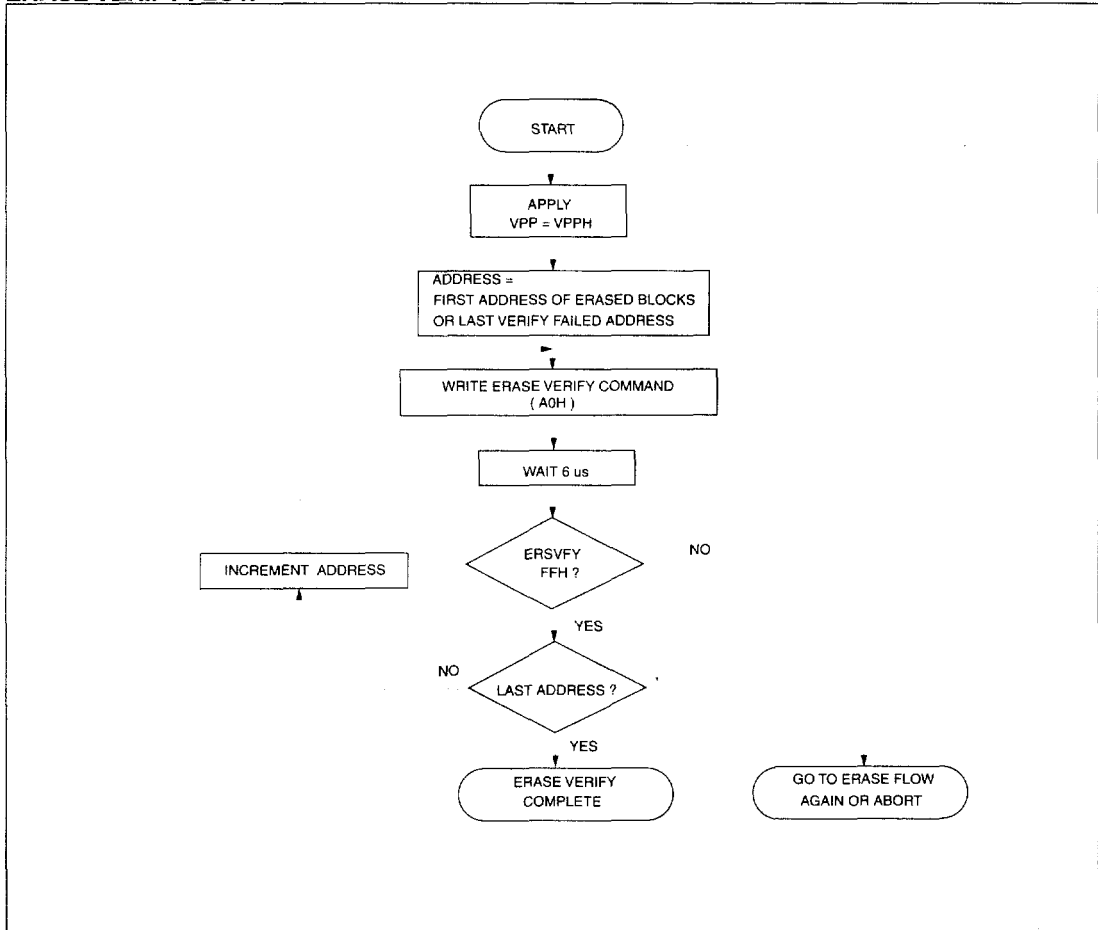 START
APPLY
VPP = VPPH
ADDRESS =
FIRST ADDRESS OF ERASED BLOCKS
OR LAST VERIFY FAILED ADDRESS
WRITE ERASE VERIFY COMMAND
( A0H )
WAIT 6 us
ERSVFY
FFH ?
NO
INCREMENT ADDRESS
YES
NO
LAST ADDRESS ?
YES
ERASE VERIFY
COMPLETE
GO TO ERASE FLOW
AGAIN OR ABORT